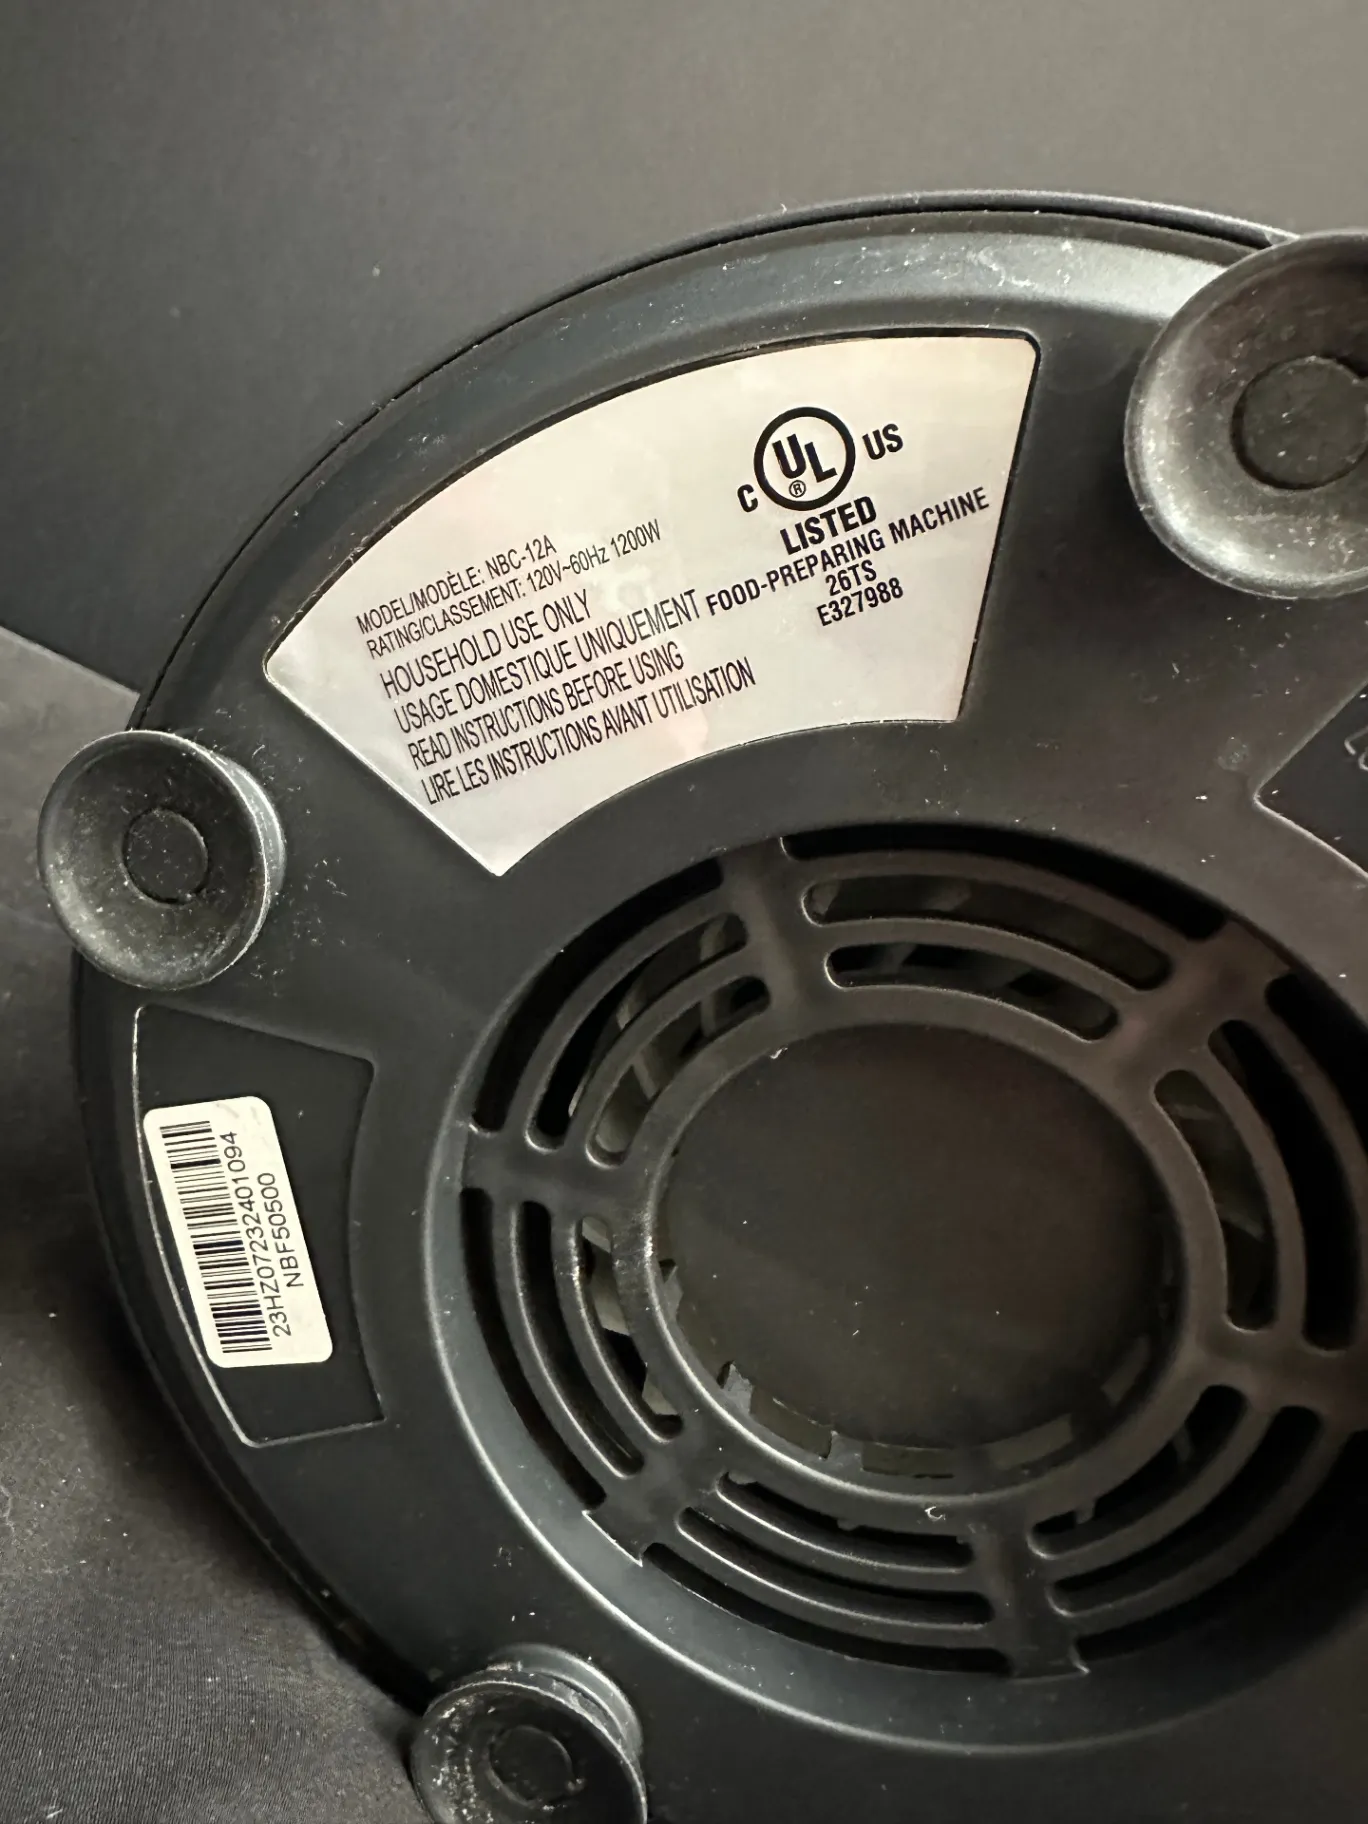 MODEL/MODÈLE: NBC-12A
RATING/CLASSEMENT: 120V~60Hz 1200W
HOUSEHOLD USE ONLY
USAGE DOMESTIQUE UNIQUEMENT
READ INSTRUCTIONS BEFORE USING
LIRE LES INSTRUCTIONS AVANT UTILISATION
C UL ® US
LISTED
FOOD-PREPARING MACHINE
26TS
E327988
23HZ07232401094
NBF50500